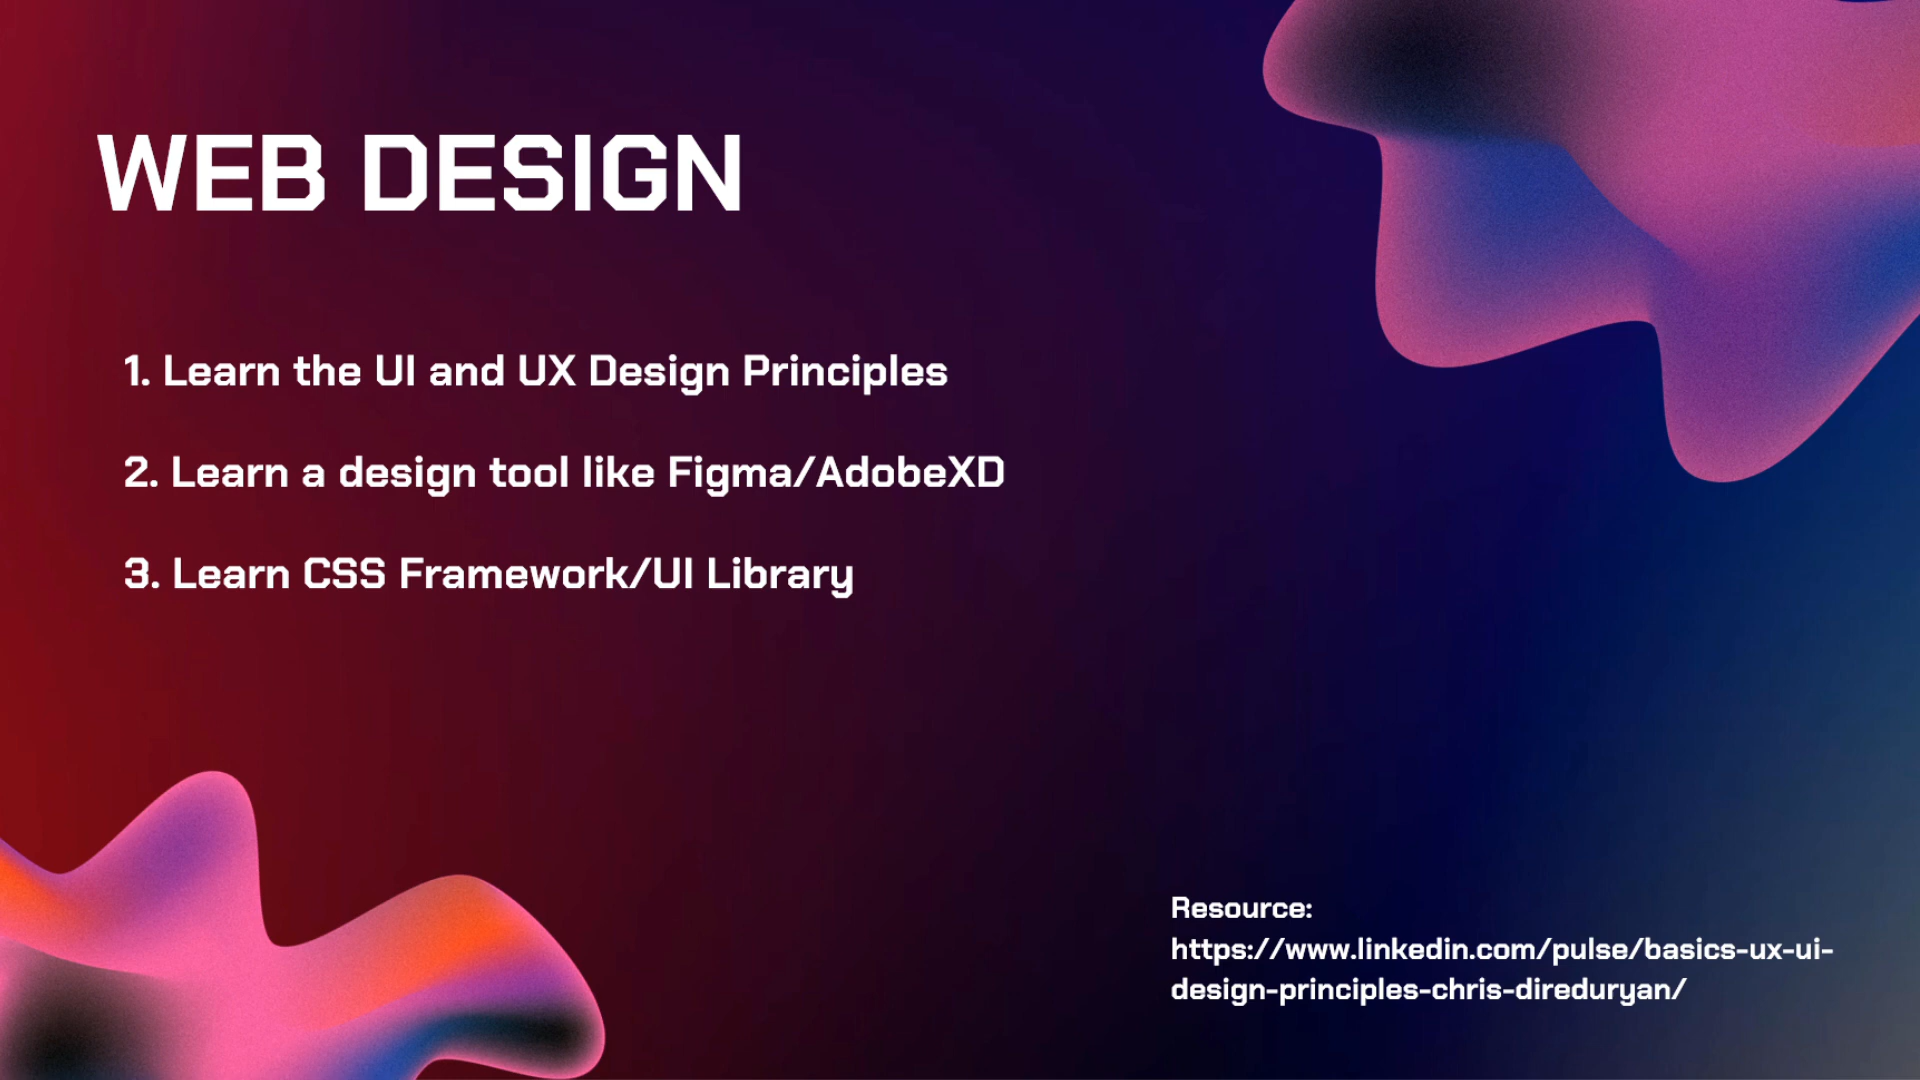 WEB DESIGN
1. Learn the UI and UX Design Principles
2. Learn a design tool like Figma/AdobeXD
3. Learn CSS Framework/UI Library
Resource:
https://www.linkedin.com/pulse/basics-ux-ui-
design-principles-chris-direduryan/